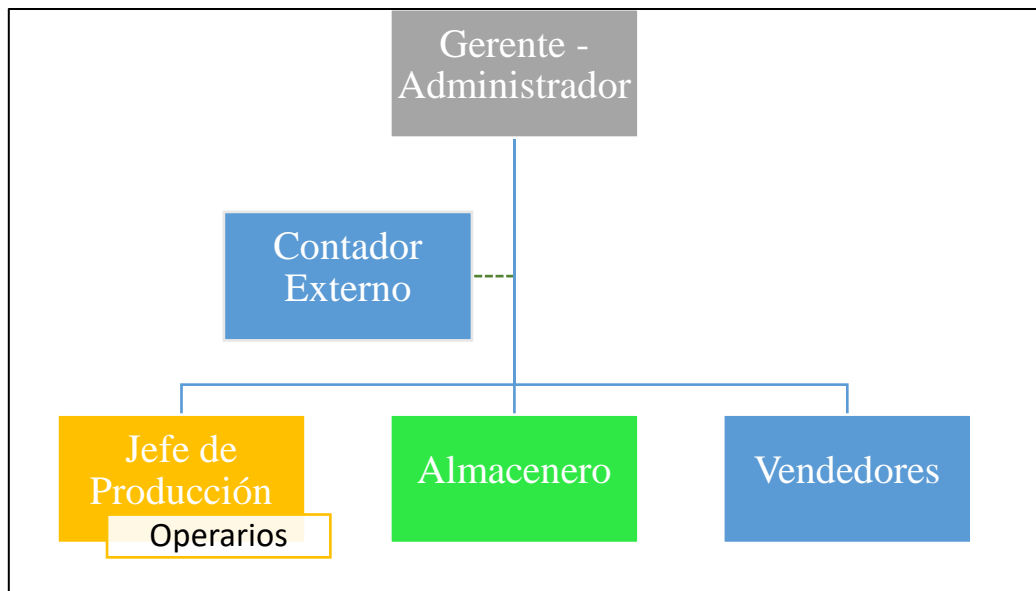 Gerente -
Administrador
Contador
Externo
Jefe de
Producción
Operarios
Almacenero
Vendedores